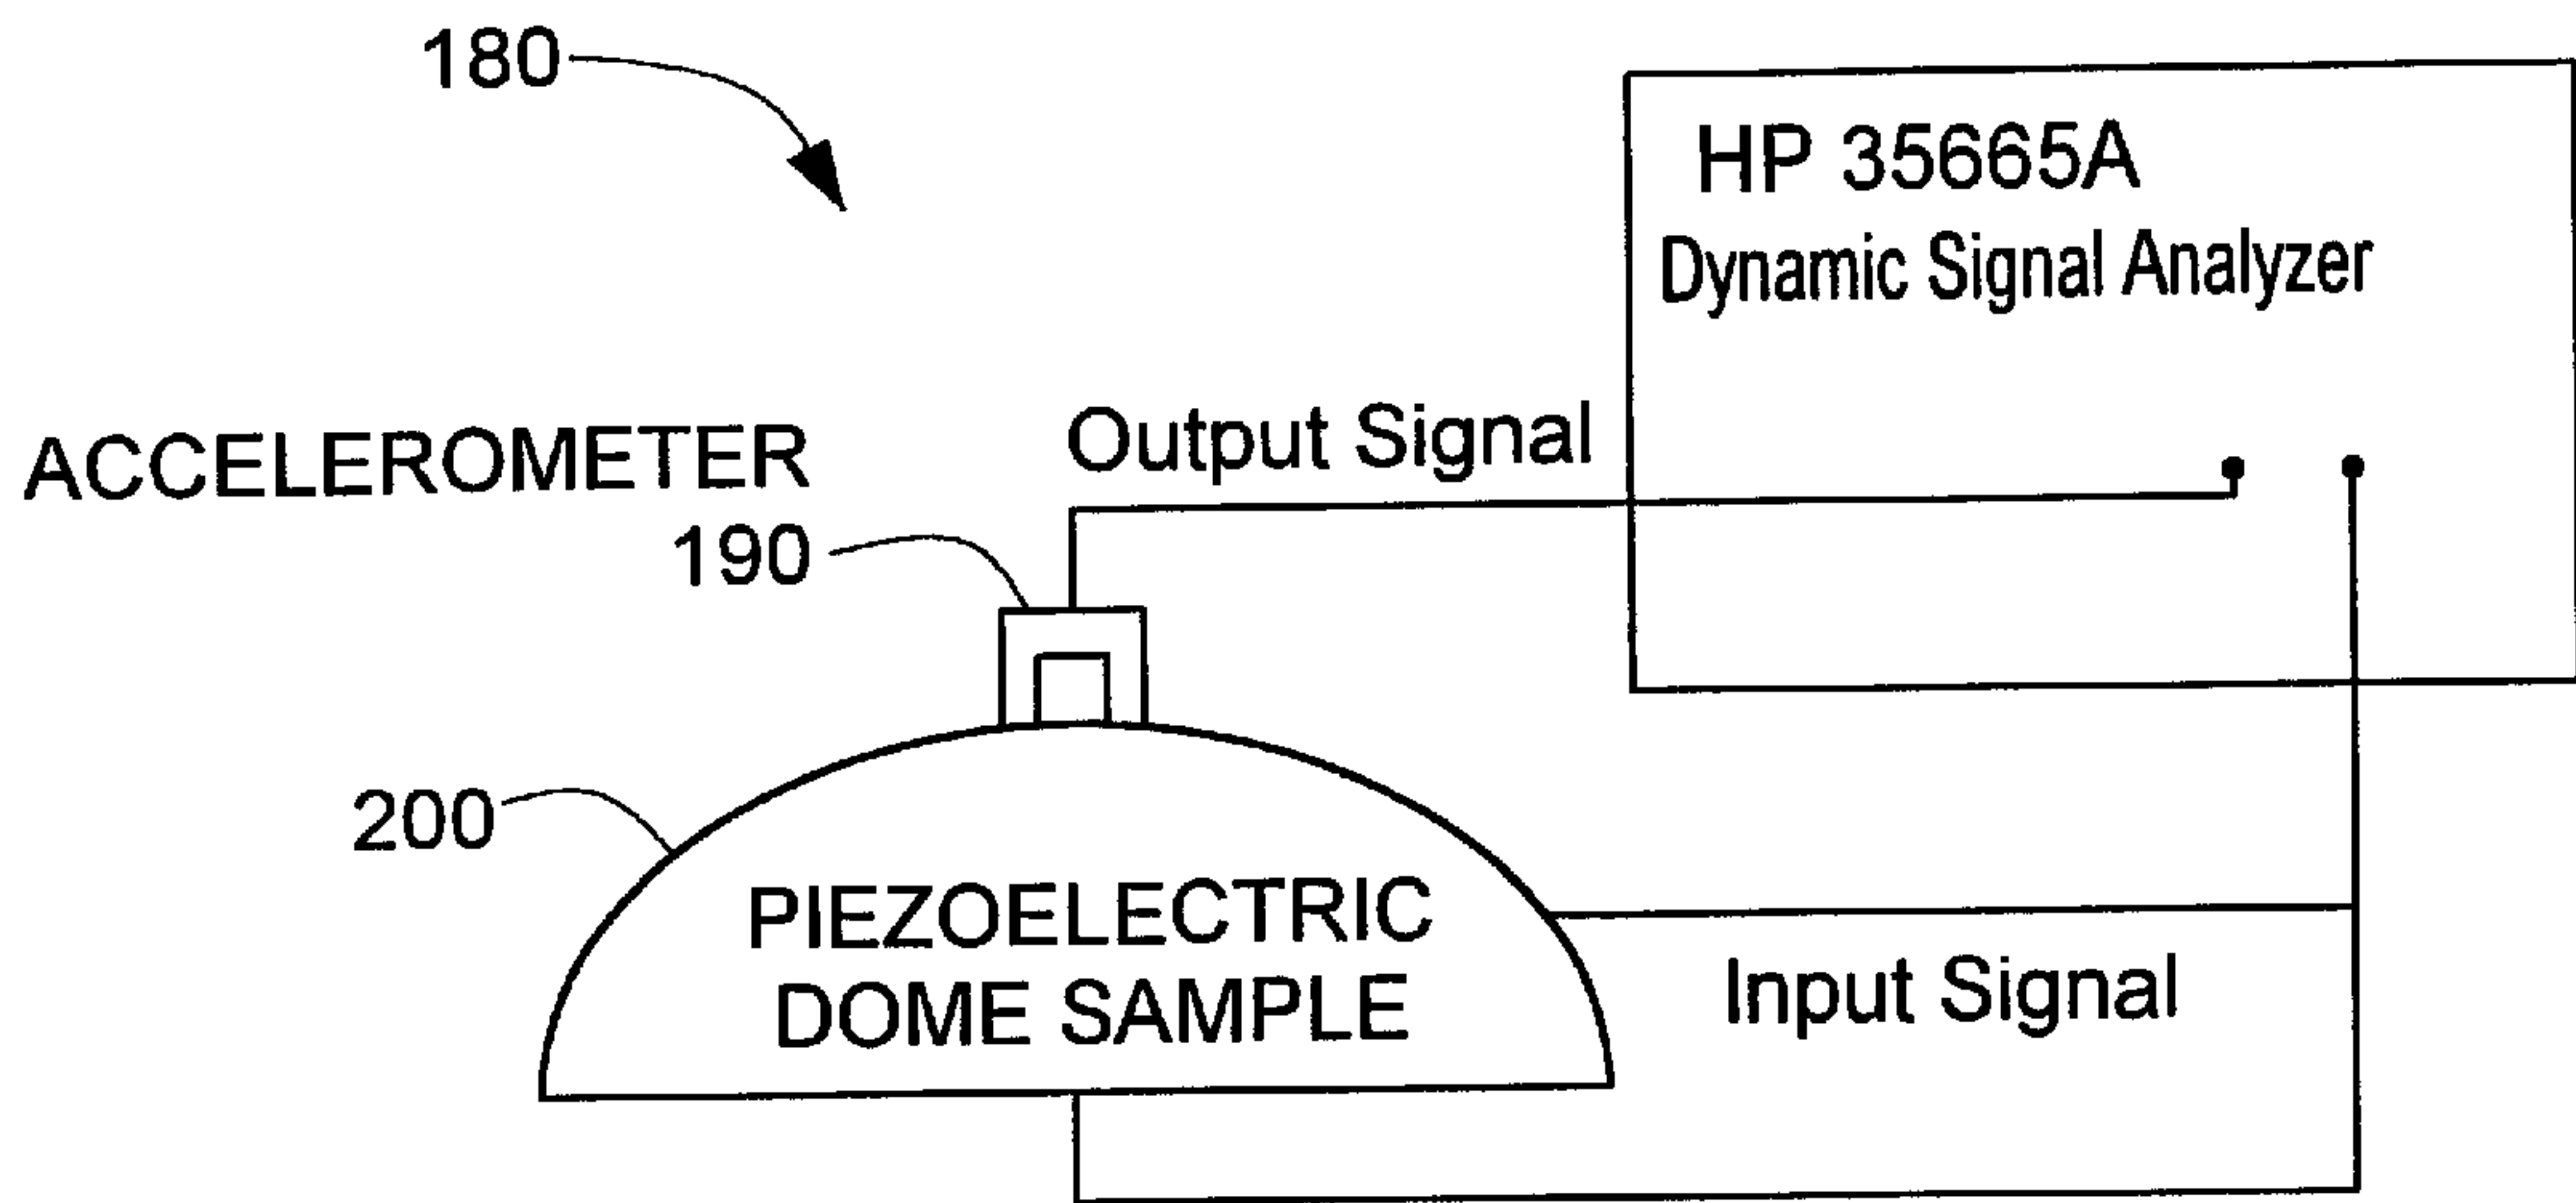 180
HP 35665A
Dynamic Signal Analyzer
ACCELEROMETER
190
Output Signal
200
PIEZOELECTRIC
DOME SAMPLE
Input Signal